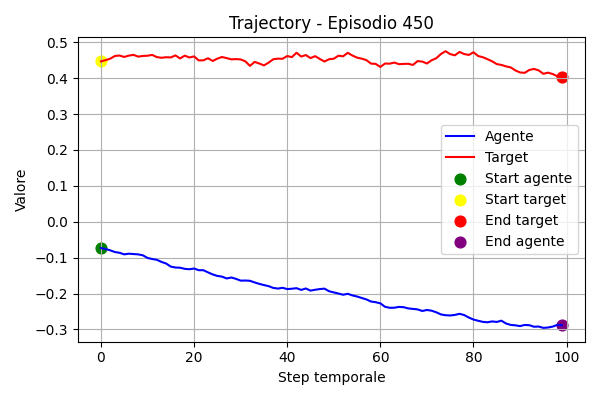 Trajectory - Episodio 450
Valore
0.5
0.4
0.3
0.2
0.1
0.0
−0.1
−0.2
−0.3
Agente
Target
Start agente
Start target
End target
End agente
0
20
40
60
80
100
Step temporale